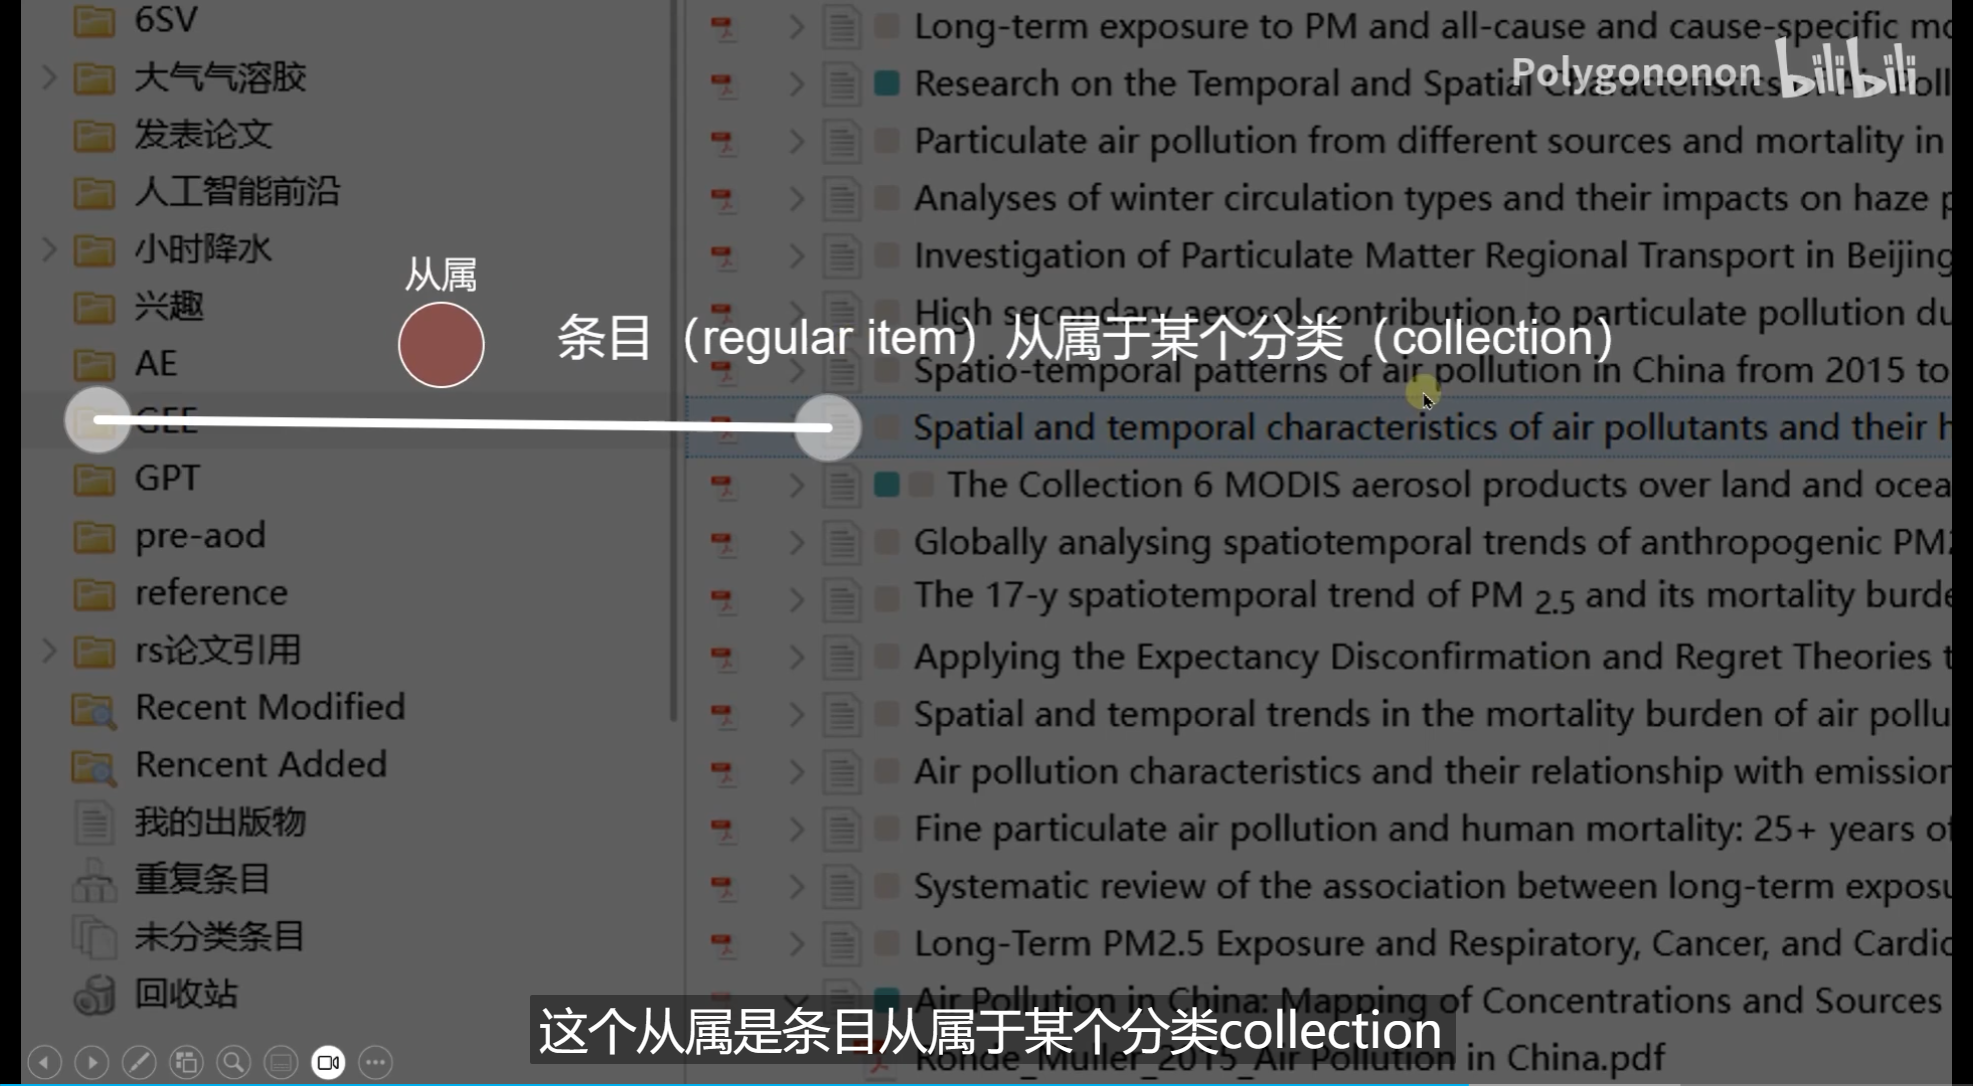 6SV
大气气溶胶
发表论文
人工智能前沿
小时降水
兴趣
AE
GEE
GPT
pre-aod
reference
rs论文引用
Recent Modified
Rencent Added
我的出版物
重复条目
未分类条目
回收站
从属
条目（regular item）从属于某个分类（collection）
Polygononon bilibili
Long-term exposure to PM and all-cause and cause-specific mo
Research on the Temporal and Spatial Characteristics of Air Poll
Particulate air pollution from different sources and mortality in
Analyses of winter circulation types and their impacts on haze p
Investigation of Particulate Matter Regional Transport in Beijing
High secondary aerosol contribution to particulate pollution du
Spatio-temporal patterns of air pollution in China from 2015 to
Spatial and temporal characteristics of air pollutants and their h
The Collection 6 MODIS aerosol products over land and ocea
Globally analysing spatiotemporal trends of anthropogenic PM2
The 17-y spatiotemporal trend of PM 2.5 and its mortality burde
Applying the Expectancy Disconfirmation and Regret Theories t
Spatial and temporal trends in the mortality burden of air pollu
Air pollution characteristics and their relationship with emission
Fine particulate air pollution and human mortality: 25+ years of
Systematic review of the association between long-term exposu
Long-Term PM2.5 Exposure and Respiratory, Cancer, and Cardio
Air Pollution in China: Mapping of Concentrations and Sources
Rohde_Muller_2015_Air Pollution in China.pdf
这个从属是条目从属于某个分类collection